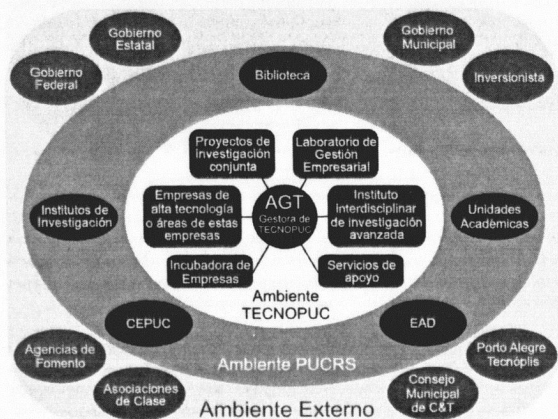 Gobierno
Estatal
Gobierno
Municipal
Gobierno
Federal
Inversionista
Biblioteca
Proyectos de
investigación
conjunta
Laboratorio de
Gestión
Empresarial
Institutos de
Investigación
Empresas de
alta tecnología
o áreas de estas
empresas
AGT
Gestora de
TECNOPUC
Instituto
interdisciplinar
de investigación
avanzada
Unidades
Acadèmicas
Incubadora de
Empresas
Servicios de
apoyo
Ambiente
TECNOPUC
CEPUC
EAD
Agencias de
Fomento
Ambiente PUCRS
Porto Alegre
Tecnóplis
Asociaciones
de Clase
Consejo
Municipal
de C&T
Ambiente Externo